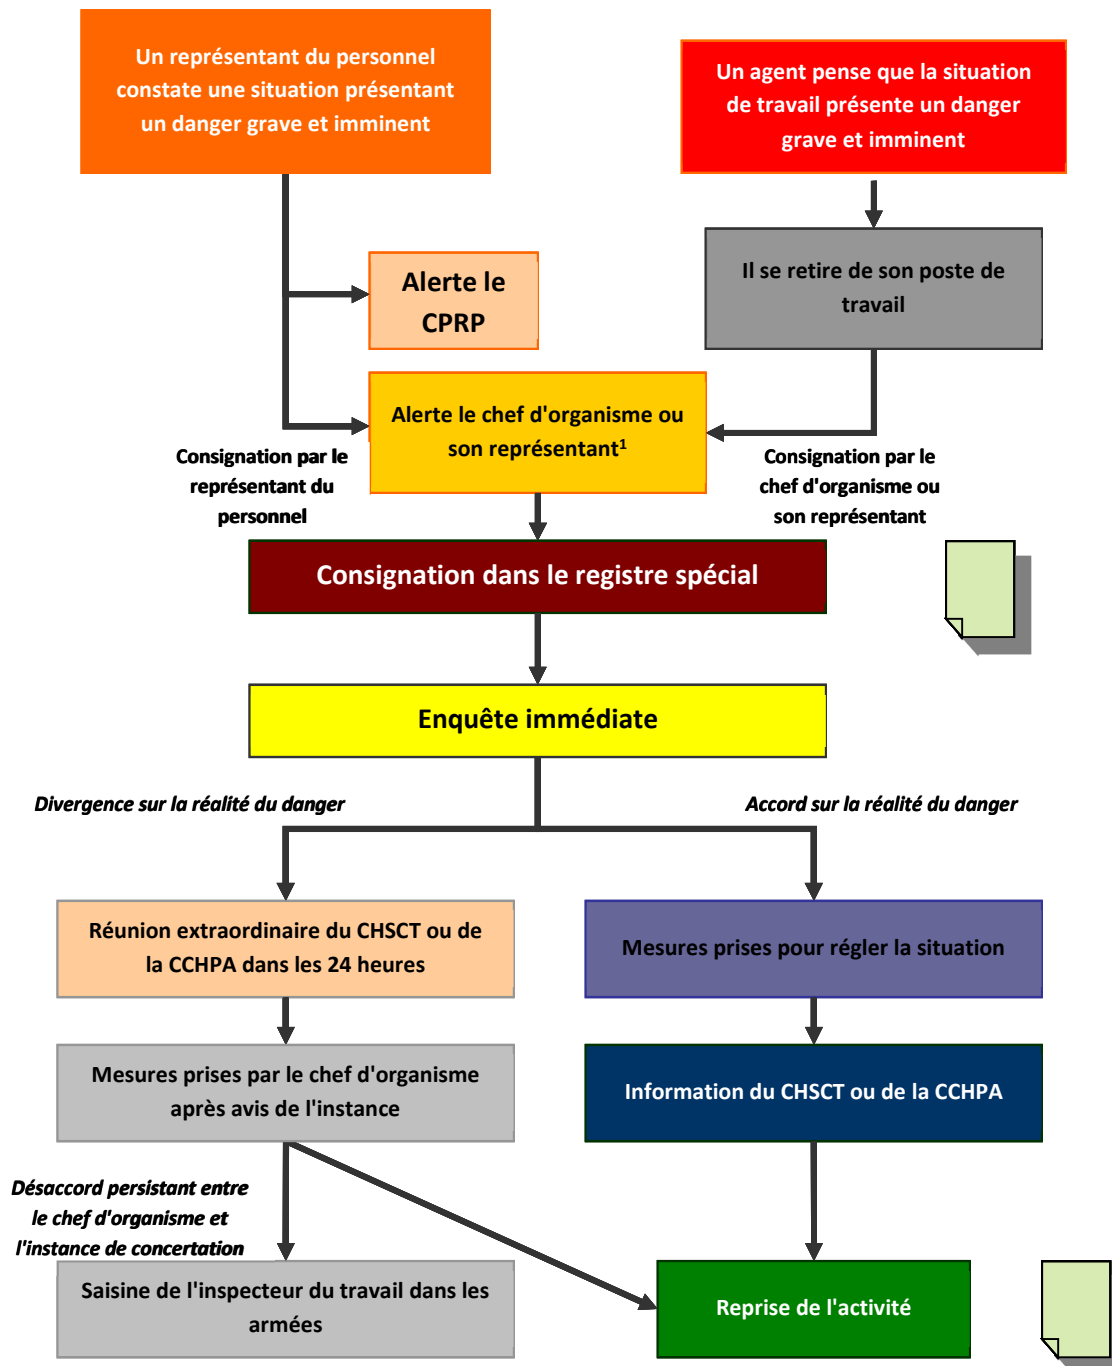 Un représentant du personnel
constate une situation présentant
un danger grave et imminent
Un agent pense que la situation
de travail présente un danger
grave et imminent
Alerte le
CPRP
Il se retire de son poste de
travail
Alerte le chef d'organisme ou
son représentant¹
Consignation par le
représentant du
personnel
Consignation par le
chef d'organisme ou
son représentant
Consignation dans le registre spécial
Enquête immédiate
Divergence sur la réalité du danger
Accord sur la réalité du danger
Réunion extraordinaire du CHSCT ou de
la CCHPA dans les 24 heures
Mesures prises pour régler la situation
Mesures prises par le chef d'organisme
après avis de l'instance
Information du CHSCT ou de la CCHPA
Désaccord persistant entre
le chef d'organisme et
l'instance de concertation
Saisine de l'inspecteur du travail dans les
armées
Reprise de l'activité